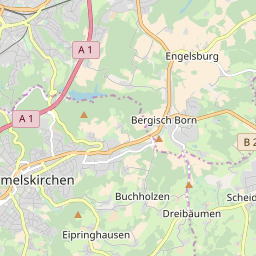 A 1
Engelsburg
A 1
Bergisch Born
B 2
melskirchen
Buchholzen
Scheid
Dreibäumen
Eipringhausen